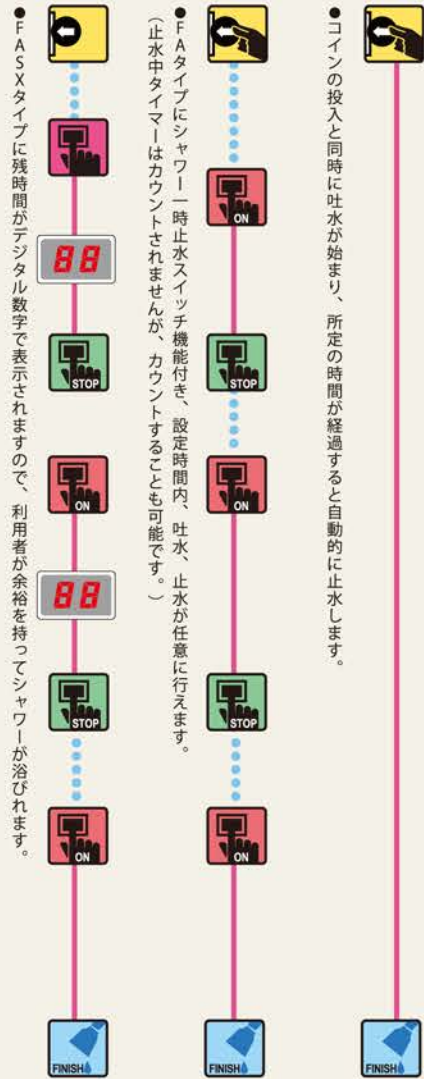 ●コインの投入と同時に吐水が始まり、所定の時間が経過すると自動的に止水します。
FINISH
ON
STOP
ON
STOP
ON
FINISH
●FAタイプにシャワー一時止水スイッチ機能付き、設定時間内、吐水、止水が任意に行えます。
(止水中タイマーはカウントされませんが、カウントすることも可能です。)
88
STOP
ON
88
STOP
ON
FINISH
●FASXタイプに残時間がデジタル数字で表示されますので、利用者が余裕を持ってシャワーが浴びれます。